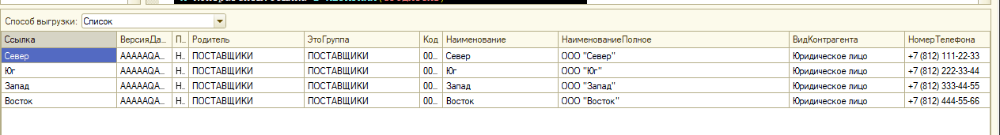 Способ выгрузки: Список
Ссылка ВерсияДа... П... Родитель ЭтоГруппа Код Наименование НаименованиеПолное ВидКонтрагента НомерТелефона
Север AAAAAQA... Н... ПОСТАВЩИКИ ПОСТАВЩИКИ 00... Север ООО "Север" Юридическое лицо +7 (812) 111-22-33
Юг AAAAAQA... Н... ПОСТАВЩИКИ ПОСТАВЩИКИ 00... Юг ООО "Юг" Юридическое лицо +7 (812) 222-33-44
Запад AAAAAQA... Н... ПОСТАВЩИКИ ПОСТАВЩИКИ 00... Запад ООО "Запад" Юридическое лицо +7 (812) 333-44-55
Восток AAAAAQA... Н... ПОСТАВЩИКИ ПОСТАВЩИКИ 00... Восток ООО "Восток" Юридическое лицо +7 (812) 444-55-66